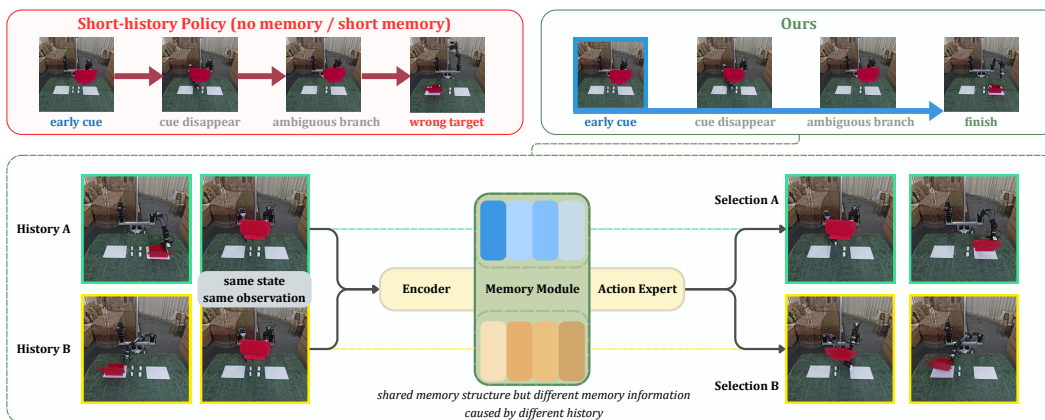 Short-history Policy (no memory / short memory)
early cue
cue disappear
ambiguous branch
wrong target
Ours
early cue
cue disappear
ambiguous branch
finish
History A
same state
same observation
History B
Encoder
Memory Module
Action Expert
Selection A
Selection B
shared memory structure but different memory information
caused by different history